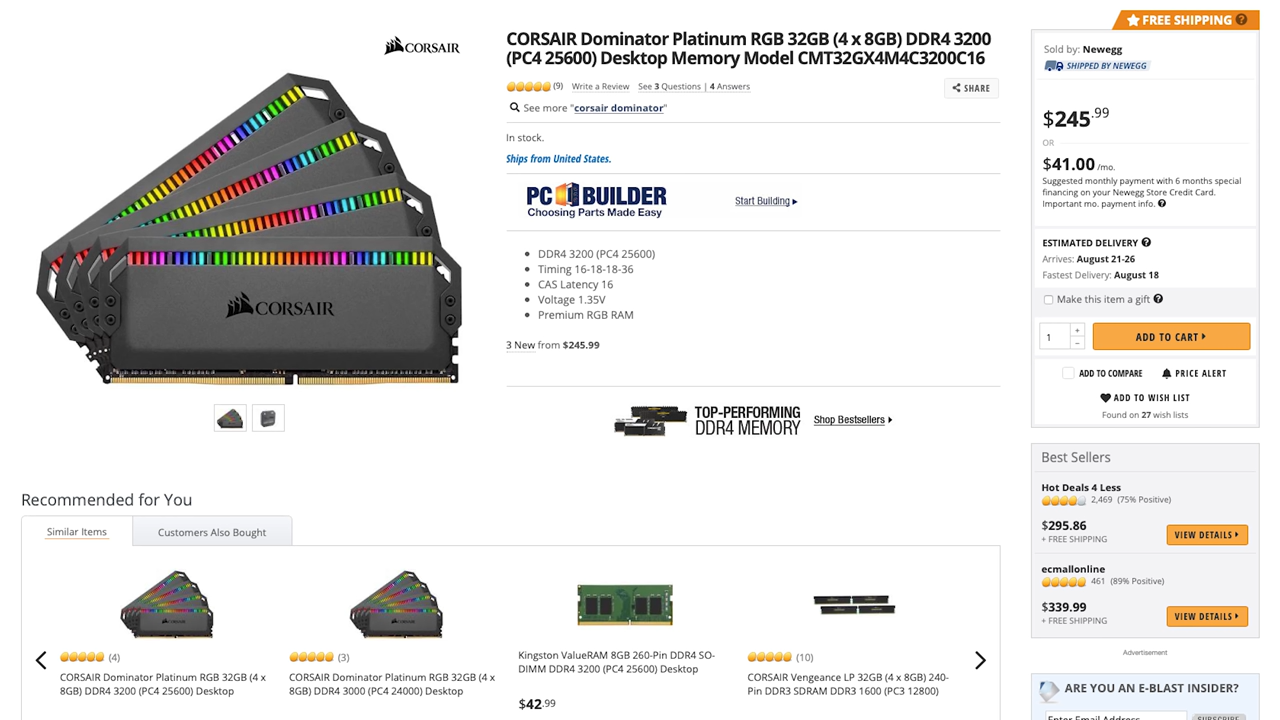 FREE SHIPPING ?
CORSAIR
CORSAIR Dominator Platinum RGB 32GB (4 x 8GB) DDR4 3200
(PC4 25600) Desktop Memory Model CMT32GX4M4C3200C16
(9) Write a Review See 3 Questions | 4 Answers
SHARE
See more "corsair dominator"
In stock.
Ships from United States.
PC BUILDER
Choosing Parts Made Easy
Start Building
DDR4 3200 (PC4 25600)
Timing 16-18-18-36
CAS Latency 16
Voltage 1.35V
Premium RGB RAM
3 New from $245.99
CORSAIR
TOP-PERFORMING
DDR4 MEMORY
Shop Bestsellers
Sold by: Newegg
SHIPPED BY NEWEGG
$245.99
OR
$41.00 /mo.
Suggested monthly payment with 6 months special
financing on your Newegg Store Credit Card.
Important mo. payment info. ?
ESTIMATED DELIVERY ?
Arrives: August 21-26
Fastest Delivery: August 18
Make this item a gift ?
1
+
−
ADD TO CART
ADD TO COMPARE
PRICE ALERT
ADD TO WISH LIST
Found on 27 wish lists
Best Sellers
Hot Deals 4 Less
2,469 (75% Positive)
$295.86
+ FREE SHIPPING
VIEW DETAILS
ecmallonline
461 (89% Positive)
$339.99
+ FREE SHIPPING
VIEW DETAILS
Advertisement
ARE YOU AN E-BLAST INSIDER?
Enter Email Address
SUBSCRIBE
Recommended for You
Similar Items
Customers Also Bought
(4)
CORSAIR Dominator Platinum RGB 32GB (4 x
8GB) DDR4 3200 (PC4 25600) Desktop
(3)
CORSAIR Dominator Platinum RGB 32GB (4 x
8GB) DDR4 3000 (PC4 24000) Desktop
Kingston ValueRAM 8GB 260-Pin DDR4 SO-
DIMM DDR4 3200 (PC4 25600) Desktop
$42.99
(10)
CORSAIR Vengeance LP 32GB (4 x 8GB) 240-
Pin DDR3 SDRAM DDR3 1600 (PC3 12800)